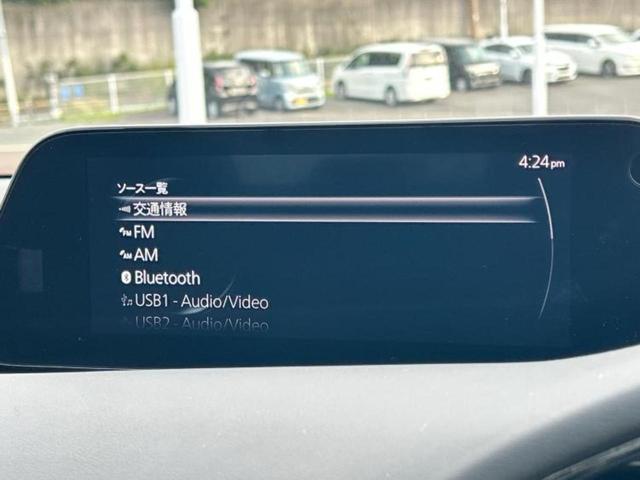 4:24pm
ソース一覧
交通情報
FM
AM
Bluetooth
USB1 - Audio/Video
USB2 - Audio/Video